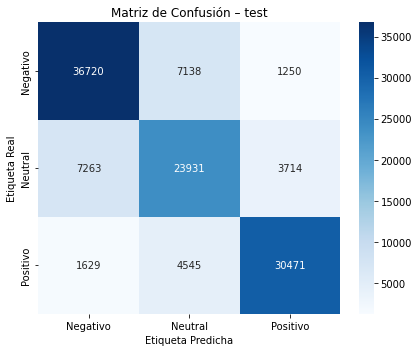 Matriz de Confusión – test
Negativo 36720 7138 1250
Neutral 7263 23931 3714
Positivo 1629 4545 30471
Negativo Neutral Positivo
Etiqueta Real
Etiqueta Predicha
35000
30000
25000
20000
15000
10000
5000